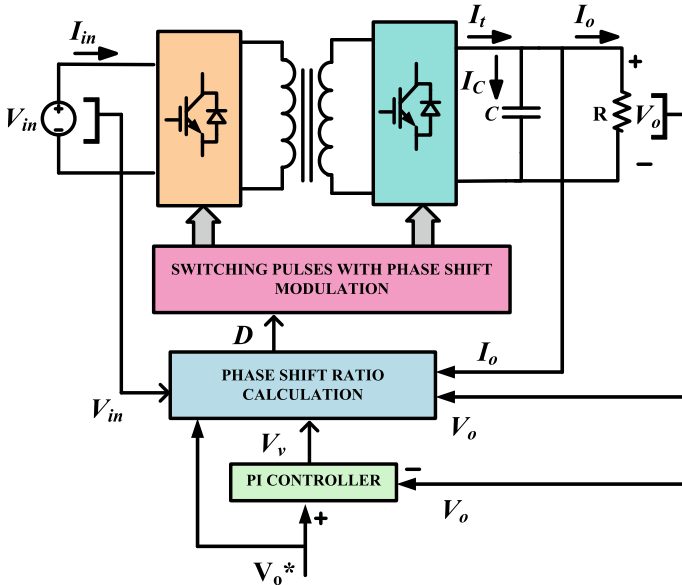 I_in
I_t
I_o
+
I_C
V_in
+
-
C
R
V_o
−
SWITCHING PULSES WITH PHASE SHIFT
MODULATION
D
PHASE SHIFT RATIO
CALCULATION
I_o
V_in
V_o
V_v
PI CONTROLLER
−
V_o
+
V_o*